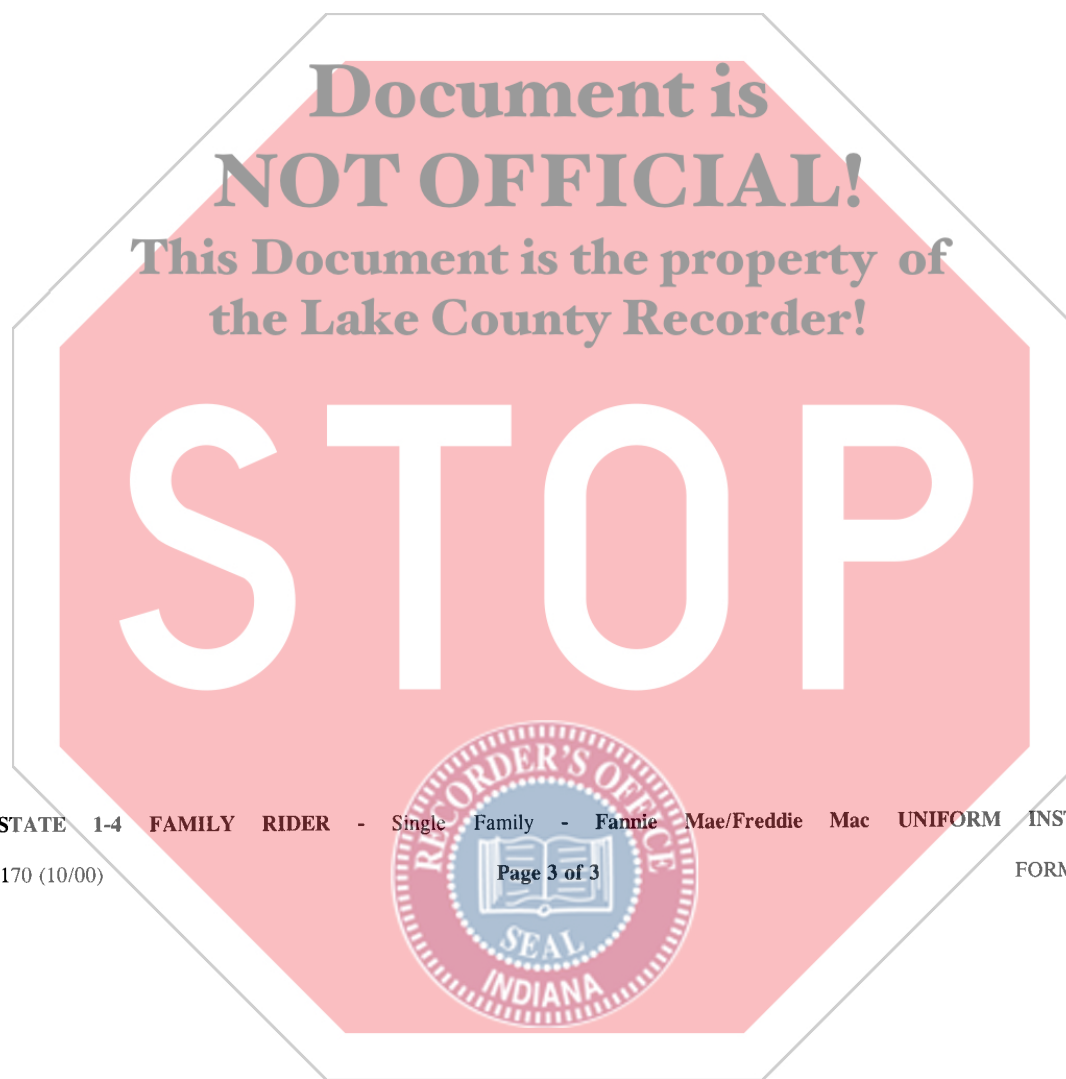 Document is
NOT OFFICIAL!
This Document is the property of
the Lake County Recorder!
STOP
STATE 1-4 FAMILY RIDER - Single Family - Fannie Mae/Freddie Mac UNIFORM INS
170 (10/00)
Page 3 of 3
FORM
RECORDER'S OFFICE
SEAL
INDIANA